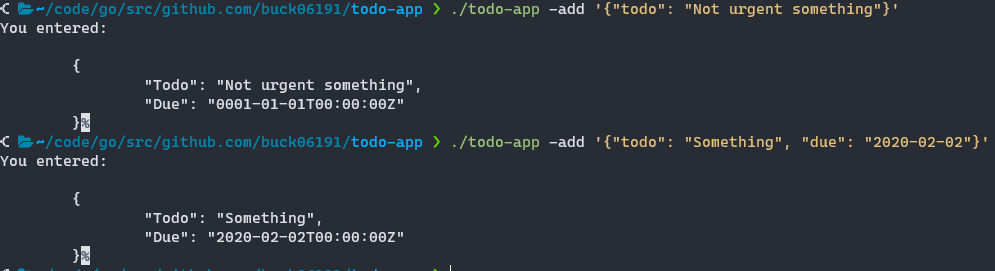 ~/code/go/src/github.com/buck06191/todo-app ❯ ./todo-app -add '{"todo": "Not urgent something"}'
You entered:
{
"Todo": "Not urgent something",
"Due": "0001-01-01T00:00:00Z"
}%
~/code/go/src/github.com/buck06191/todo-app ❯ ./todo-app -add '{"todo": "Something", "due": "2020-02-02"}'
You entered:
{
"Todo": "Something",
"Due": "2020-02-02T00:00:00Z"
}%